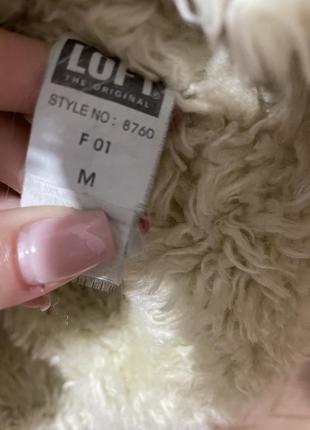 LOFT
THE ORIGINAL
STYLE NO: 8760
F 01
M